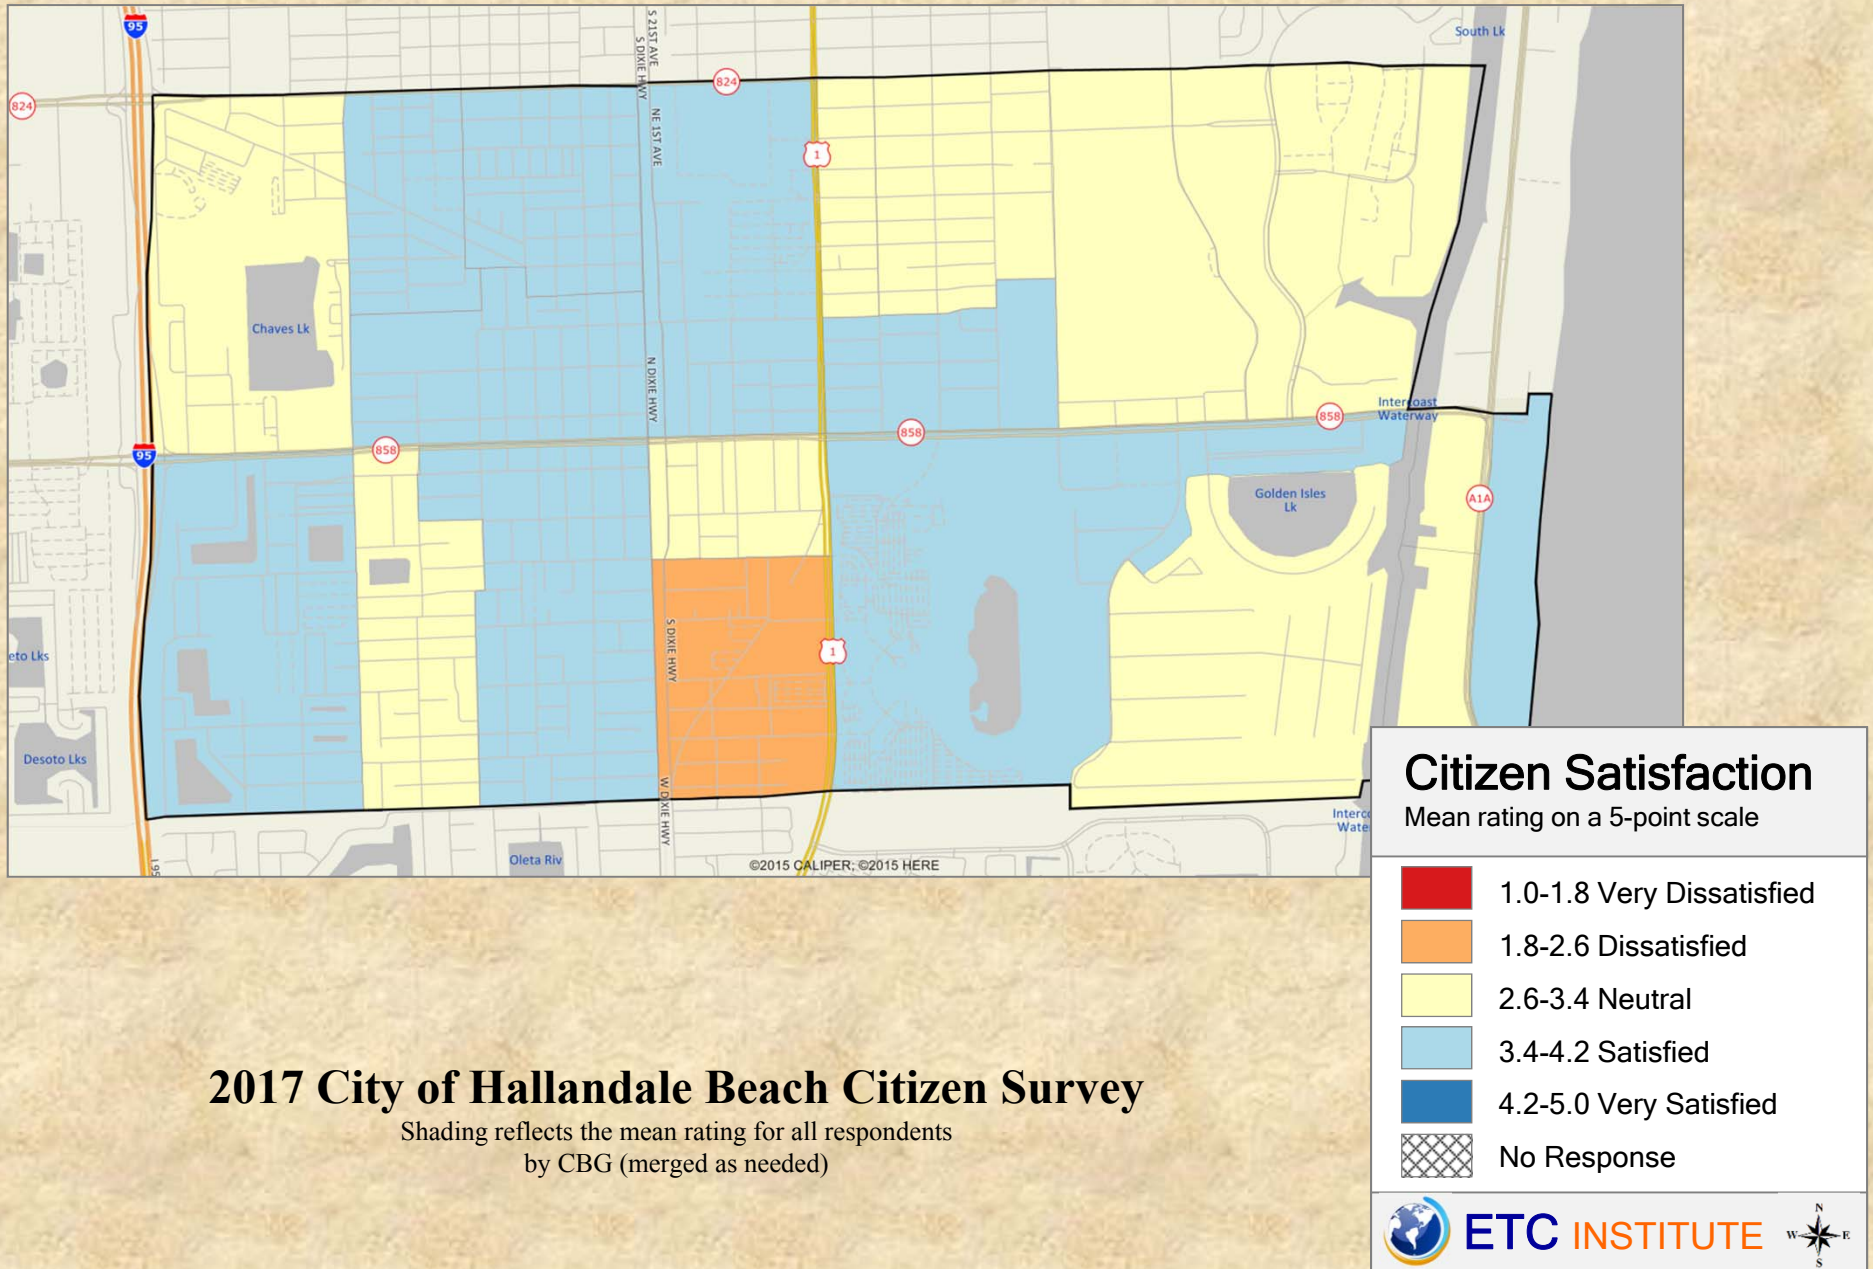 95
South Lk
S 21ST AVE
S DIXIE HWY
824
824
NE 1ST AVE
1
Chaves Lk
N DIXIE HWY
Intercoast
Waterway
858
858
858
95
Golden Isles
Lk
A1A
S DIXIE HWY
1
eto Lks
Desoto Lks
W DIXIE HWY
Interco
Wate
Oleta Riv
I 95
©2015 CALIPER; ©2015 HERE
Citizen Satisfaction
Mean rating on a 5-point scale
1.0-1.8 Very Dissatisfied
1.8-2.6 Dissatisfied
2.6-3.4 Neutral
3.4-4.2 Satisfied
4.2-5.0 Very Satisfied
No Response
2017 City of Hallandale Beach Citizen Survey
Shading reflects the mean rating for all respondents
by CBG (merged as needed)
ETC INSTITUTE
N
W E
S